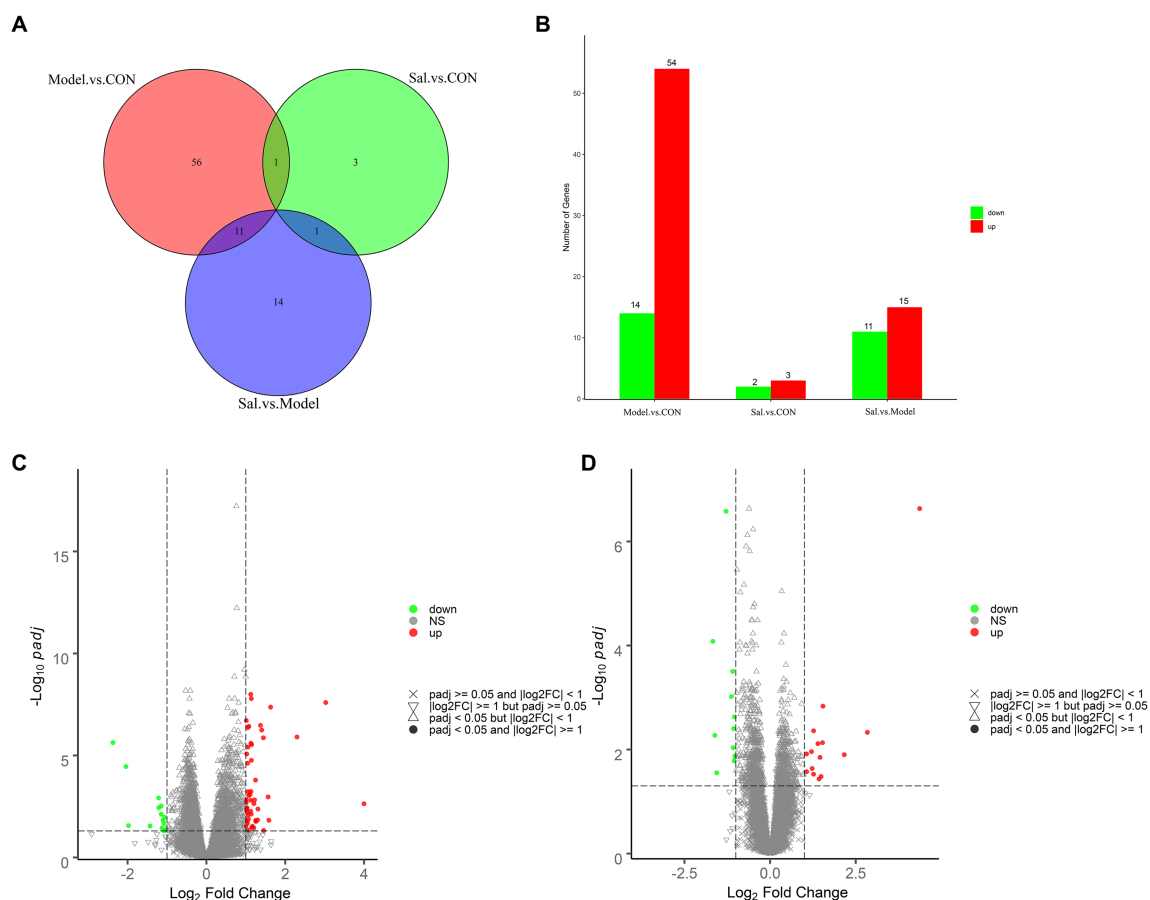 A
Model.vs.CON
Sal.vs.CON
56
1
3
11
1
14
Sal.vs.Model
B
Number of Genes
50
40
30
20
10
0
14
54
2
3
11
15
Model.vs.CON
Sal.vs.CON
Sal.vs.Model
down
up
C
-Log10 padj
15
10
5
0
-2
0
2
4
Log2 Fold Change
down
NS
up
padj >= 0.05 and |log2FC| < 1
|log2FC| >= 1 but padj >= 0.05
padj < 0.05 but |log2FC| < 1
padj < 0.05 and |log2FC| >= 1
D
-Log10 padj
6
4
2
0
-2.5
0.0
2.5
Log2 Fold Change
down
NS
up
padj >= 0.05 and |log2FC| < 1
|log2FC| >= 1 but padj >= 0.05
padj < 0.05 but |log2FC| < 1
padj < 0.05 and |log2FC| >= 1